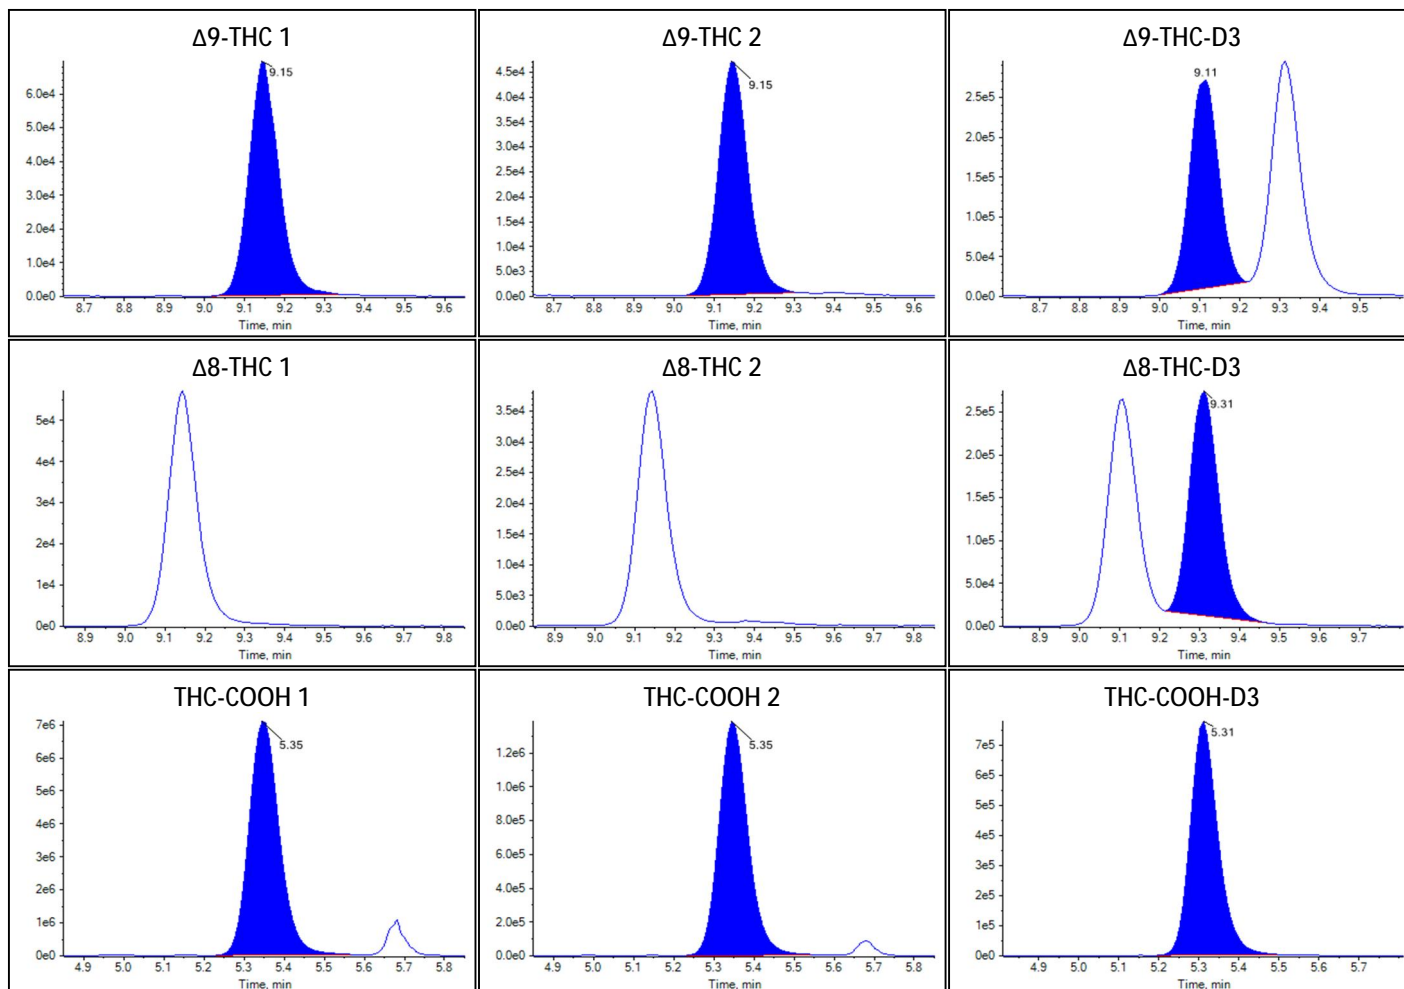 Δ9-THC 1
6.0e4
5.0e4
4.0e4
3.0e4
2.0e4
1.0e4
0.0e0
9.15
8.7 8.8 8.9 9.0 9.1 9.2 9.3 9.4 9.5 9.6
Time, min
Δ9-THC 2
4.5e4
4.0e4
3.5e4
3.0e4
2.5e4
2.0e4
1.5e4
1.0e4
5.0e3
0.0e0
9.15
8.7 8.8 8.9 9.0 9.1 9.2 9.3 9.4 9.5 9.6
Time, min
Δ9-THC-D3
2.5e5
2.0e5
1.5e5
1.0e5
5.0e4
0.0e0
9.11
8.7 8.8 8.9 9.0 9.1 9.2 9.3 9.4 9.5
Time, min
Δ8-THC 1
5e4
4e4
3e4
2e4
1e4
0e0
8.9 9.0 9.1 9.2 9.3 9.4 9.5 9.6 9.7 9.8
Time, min
Δ8-THC 2
3.5e4
3.0e4
2.5e4
2.0e4
1.5e4
1.0e4
5.0e3
0.0e0
8.9 9.0 9.1 9.2 9.3 9.4 9.5 9.6 9.7 9.8
Time, min
Δ8-THC-D3
2.5e5
2.0e5
1.5e5
1.0e5
5.0e4
0.0e0
9.31
8.9 9.0 9.1 9.2 9.3 9.4 9.5 9.6 9.7
Time, min
THC-COOH 1
7e6
6e6
5e6
4e6
3e6
2e6
1e6
0e0
5.35
4.9 5.0 5.1 5.2 5.3 5.4 5.5 5.6 5.7 5.8
Time, min
THC-COOH 2
1.2e6
1.0e6
8.0e5
6.0e5
4.0e5
2.0e5
0.0e0
5.35
4.9 5.0 5.1 5.2 5.3 5.4 5.5 5.6 5.7 5.8
Time, min
THC-COOH-D3
7e5
6e5
5e5
4e5
3e5
2e5
1e5
0e0
5.31
4.9 5.0 5.1 5.2 5.3 5.4 5.5 5.6 5.7
Time, min